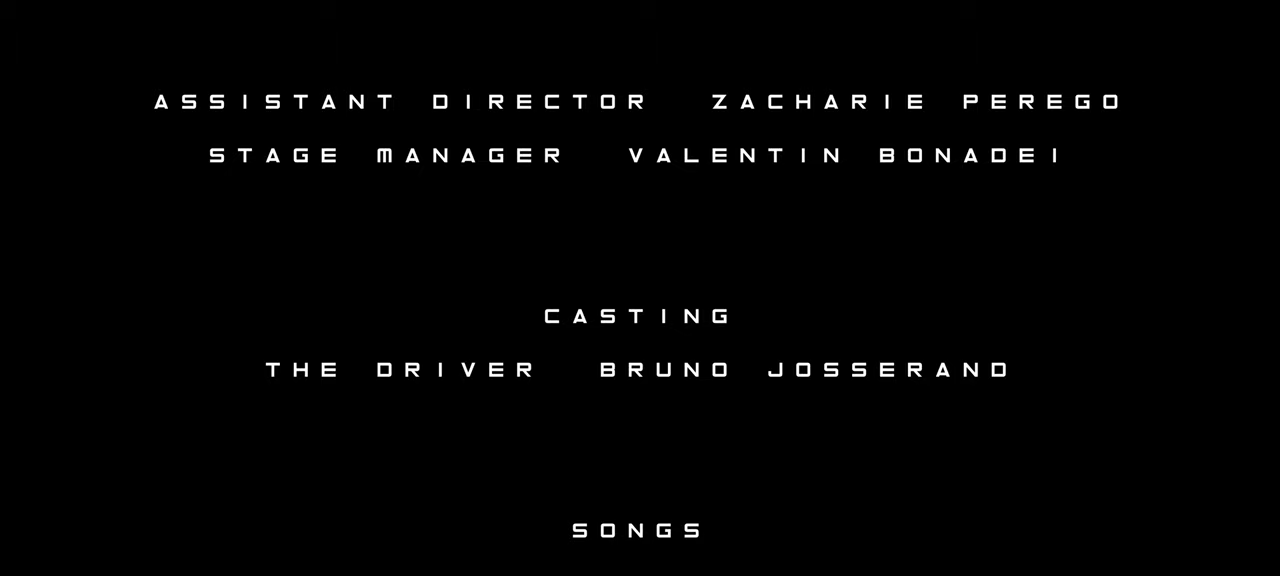 ASSISTANT DIRECTOR ZACHARIE PEREGO
STAGE MANAGER VALENTIN BONADEI
CASTING
THE DRIVER BRUNO JOSSERAND
SONGS